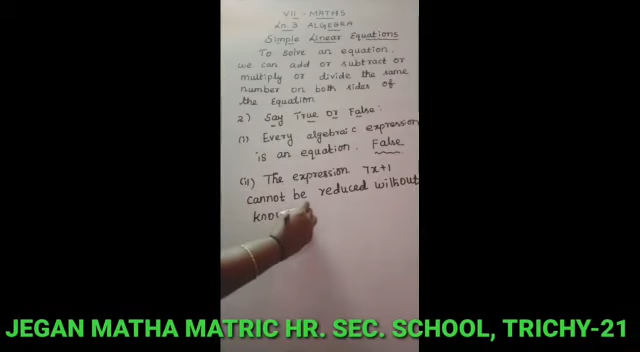 VII - MATHS
Ln. 3 ALGEBRA
Simple Linear Equations
To solve an equation,
we can add or subtract or
multiply or divide the same
number on both sides of
the Equation
2) Say True or False:
(i) Every algebraic expression
is an equation. False
(ii) The expression 7x+1
cannot be reduced without
JEGAN MATHA MATRIC HR. SEC. SCHOOL, TRICHY-21